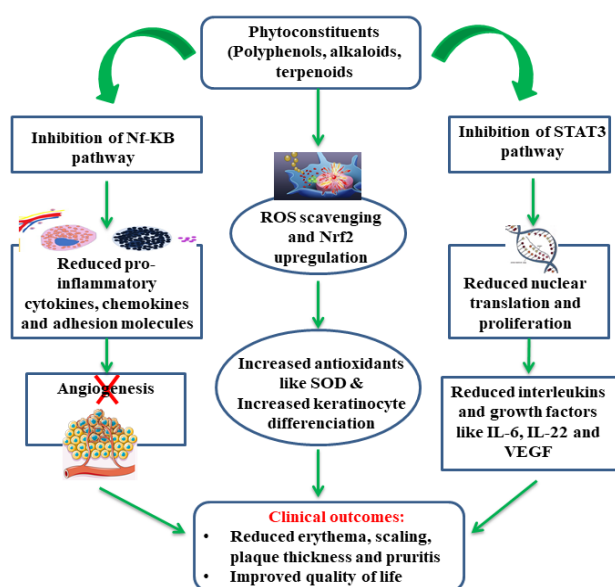 Phytoconstituents
(Polyphenols, alkaloids,
terpenoids
Inhibition of Nf-KB
pathway
Inhibition of STAT3
pathway
ROS scavenging
and Nrf2
upregulation
Reduced pro-
inflammatory
cytokines, chemokines
and adhesion molecules
Reduced nuclear
translation and
proliferation
Angiogenesis
Increased antioxidants
like SOD &
Increased keratinocyte
differenciation
Reduced interleukins
and growth factors
like IL-6, IL-22 and
VEGF
Clinical outcomes:
• Reduced erythema, scaling,
plaque thickness and pruritis
• Improved quality of life